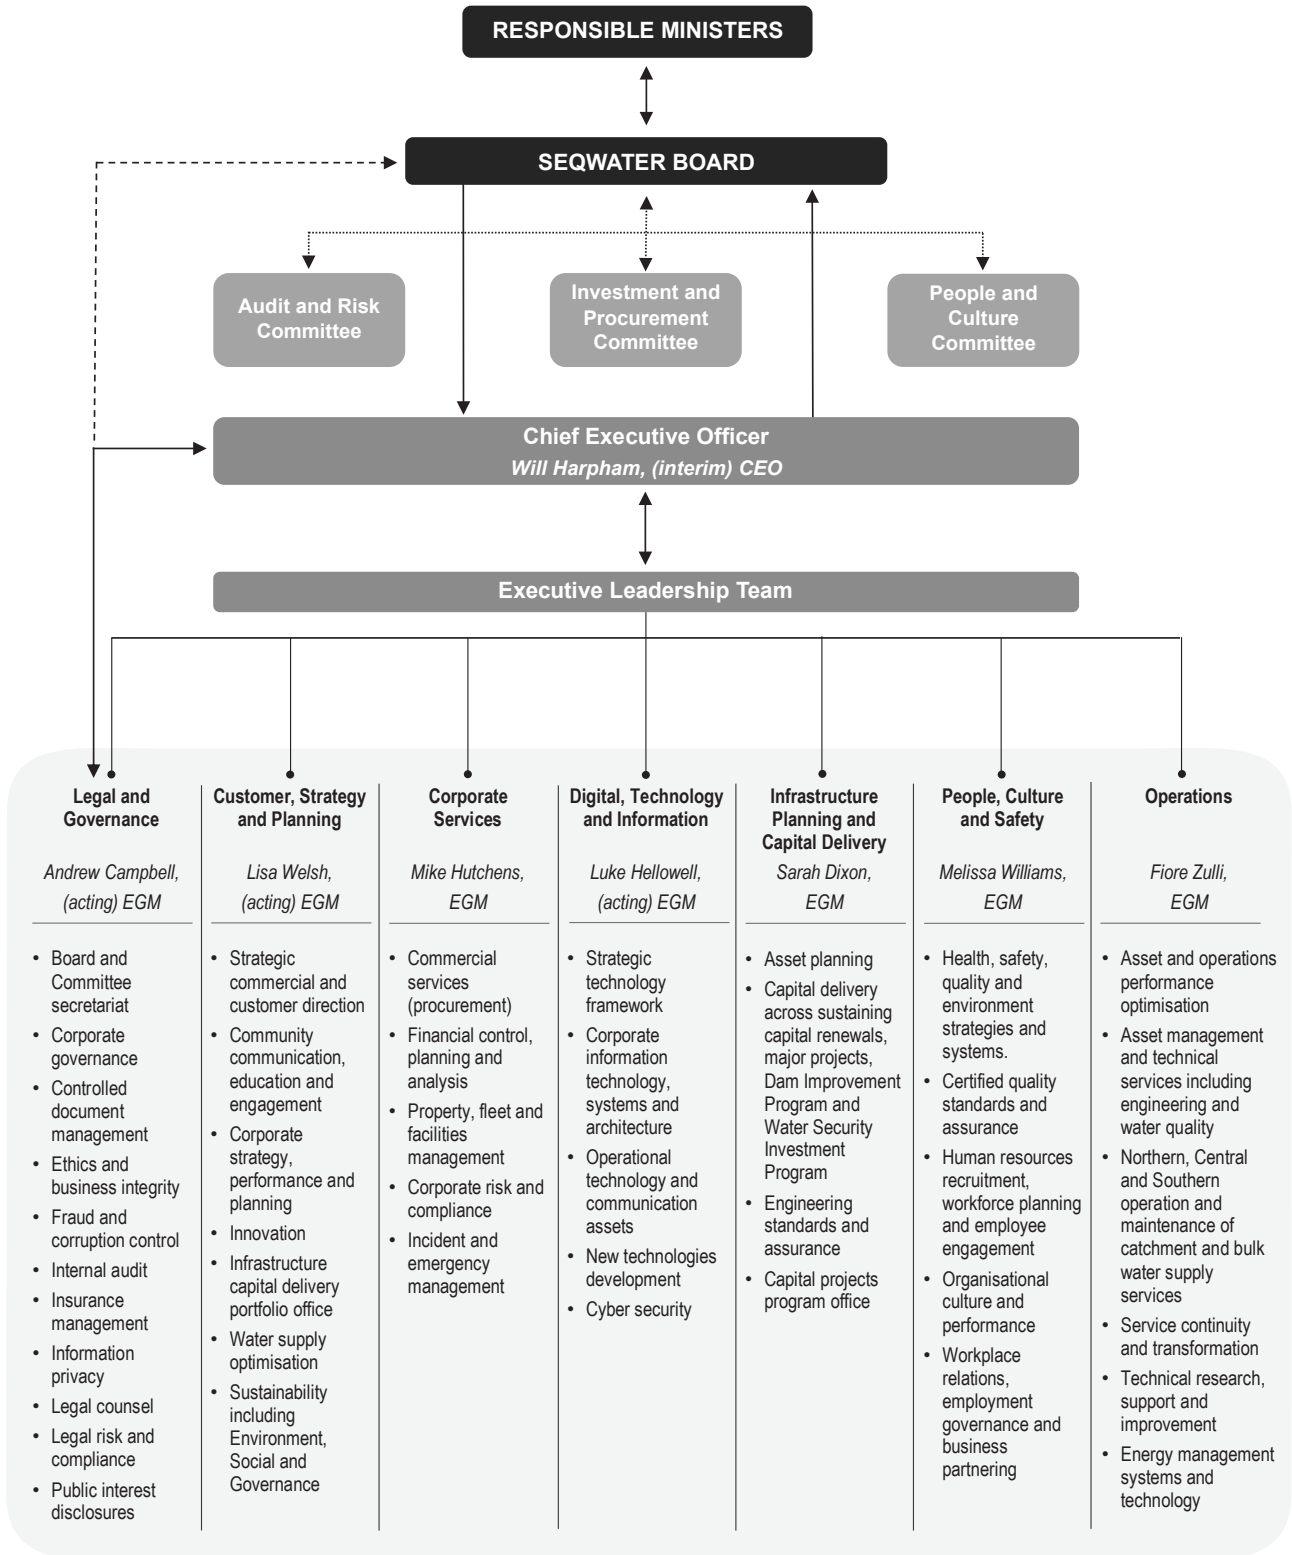 RESPONSIBLE MINISTERS
SEQWATER BOARD
Audit and Risk
Committee
Investment and
Procurement
Committee
People and
Culture
Committee
Chief Executive Officer
Will Harpham, (interim) CEO
Executive Leadership Team
Legal and
Governance
Andrew Campbell,
(acting) EGM
• Board and
Committee
secretariat
• Corporate
governance
• Controlled
document
management
• Ethics and
business integrity
• Fraud and
corruption control
• Internal audit
• Insurance
management
• Information
privacy
• Legal counsel
• Legal risk and
compliance
• Public interest
disclosures
Customer, Strategy
and Planning
Lisa Welsh,
(acting) EGM
• Strategic
commercial and
customer direction
• Community
communication,
education and
engagement
• Corporate
strategy,
performance and
planning
• Innovation
• Infrastructure
capital delivery
portfolio office
• Water supply
optimisation
• Sustainability
including
Environment,
Social and
Governance
Corporate
Services
Mike Hutchens,
EGM
• Commercial
services
(procurement)
• Financial control,
planning and
analysis
• Property, fleet and
facilities
management
• Corporate risk and
compliance
• Incident and
emergency
management
Digital, Technology
and Information
Luke Hellowell,
(acting) EGM
• Strategic
technology
framework
• Corporate
information
technology,
systems and
architecture
• Operational
technology and
communication
assets
• New technologies
development
• Cyber security
Infrastructure
Planning and
Capital Delivery
Sarah Dixon,
EGM
• Asset planning
• Capital delivery
across sustaining
capital renewals,
major projects,
Dam Improvement
Program and
Water Security
Investment
Program
• Engineering
standards and
assurance
• Capital projects
program office
People, Culture
and Safety
Melissa Williams,
EGM
• Health, safety,
quality and
environment
strategies and
systems.
• Certified quality
standards and
assurance
• Human resources
recruitment,
workforce planning
and employee
engagement
• Organisational
culture and
performance
• Workplace
relations,
employment
governance and
business
partnering
Operations
Fiore Zulli,
EGM
• Asset and operations
performance
optimisation
• Asset management
and technical
services including
engineering and
water quality
• Northern, Central
and Southern
operation and
maintenance of
catchment and bulk
water supply
services
• Service continuity
and transformation
• Technical research,
support and
improvement
• Energy management
systems and
technology